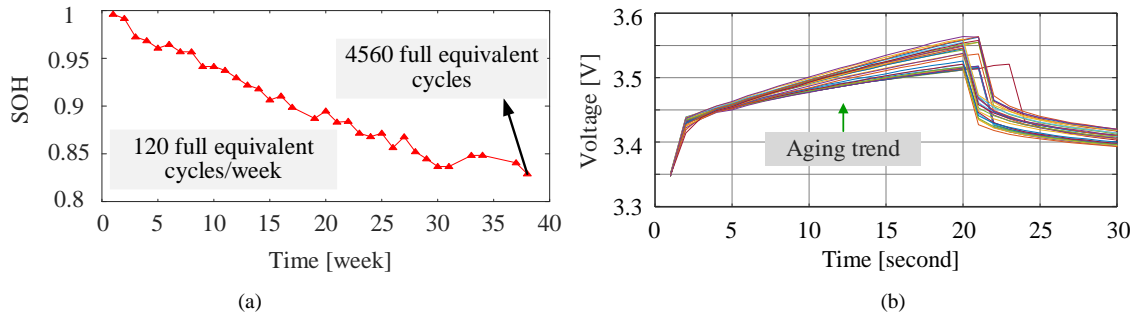 SOH
1
0.95
0.9
0.85
0.8
4560 full equivalent
cycles
120 full equivalent
cycles/week
0 5 10 15 20 25 30 35 40
Time [week]
(a)
Voltage [V]
3.6
3.5
3.4
3.3
Aging trend
0 5 10 15 20 25 30
Time [second]
(b)